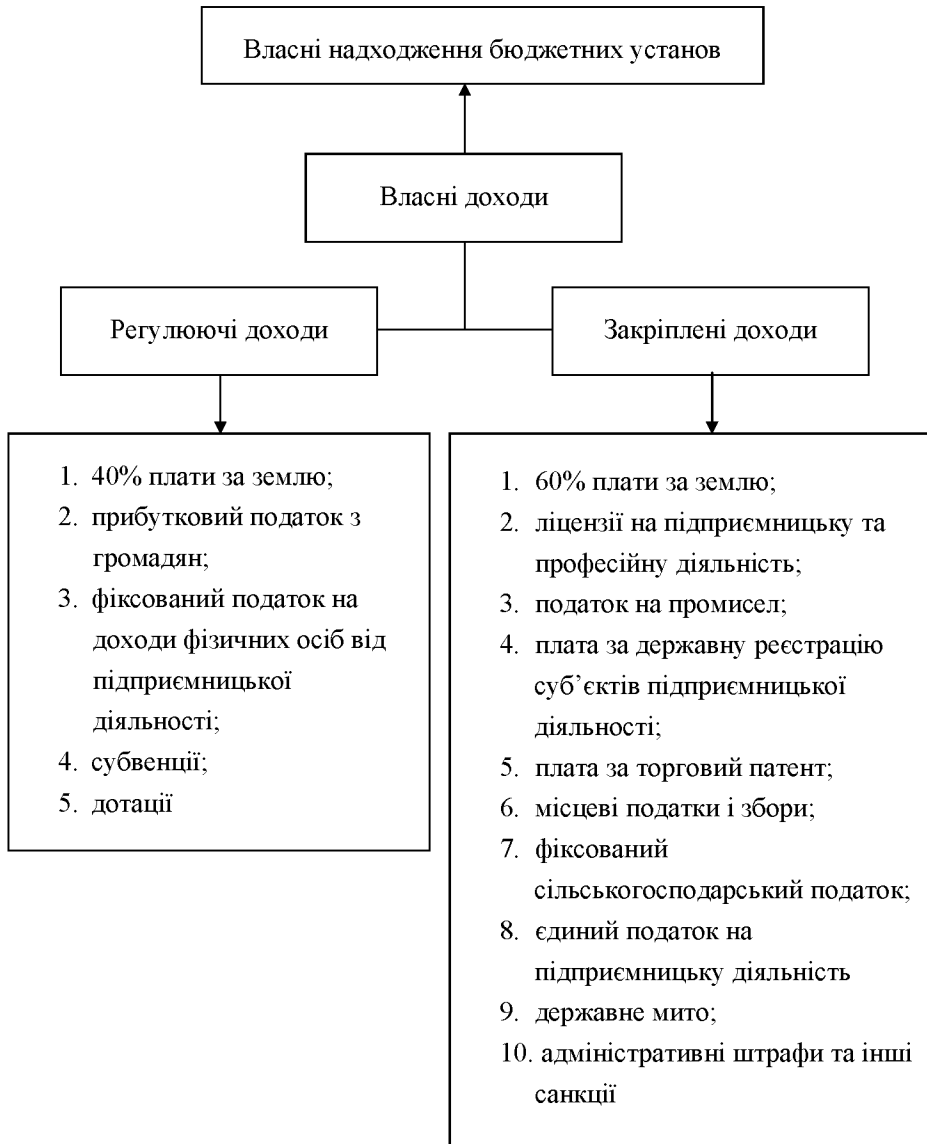 Власні надходження бюджетних установ
Власні доходи
Регулюючі доходи
Закріплені доходи
1. 40% плати за землю;
2. прибутковий податок з
громадян;
3. фіксований податок на
доходи фізичних осіб від
підприємницької
діяльності;
4. субвенції;
5. дотації
1. 60% плати за землю;
2. ліцензії на підприємницьку та
професійну діяльність;
3. податок на промисел;
4. плата за державну реєстрацію
суб’єктів підприємницької
діяльності;
5. плата за торговий патент;
6. місцеві податки і збори;
7. фіксований
сільськогосподарський податок;
8. єдиний податок на
підприємницьку діяльність
9. державне мито;
10. адміністративні штрафи та інші
санкції